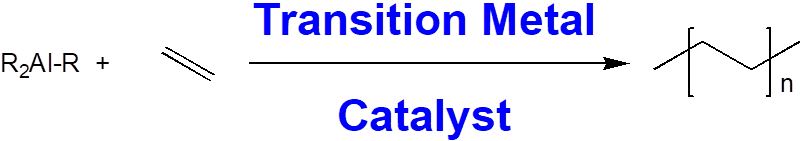 Transition Metal
R2Al-R +
Catalyst
n